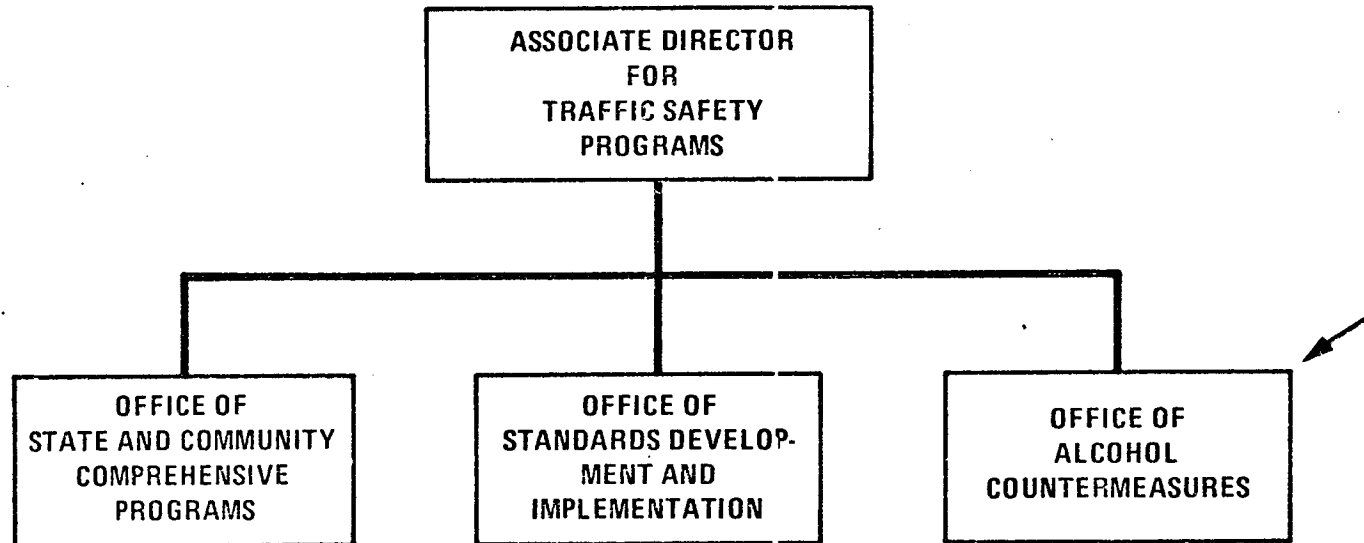 ASSOCIATE DIRECTOR
FOR
TRAFFIC SAFETY
PROGRAMS
OFFICE OF
STATE AND COMMUNITY
COMPREHENSIVE
PROGRAMS
OFFICE OF
STANDARDS DEVELOP-
MENT AND
IMPLEMENTATION
OFFICE OF
ALCOHOL
COUNTERMEASURES